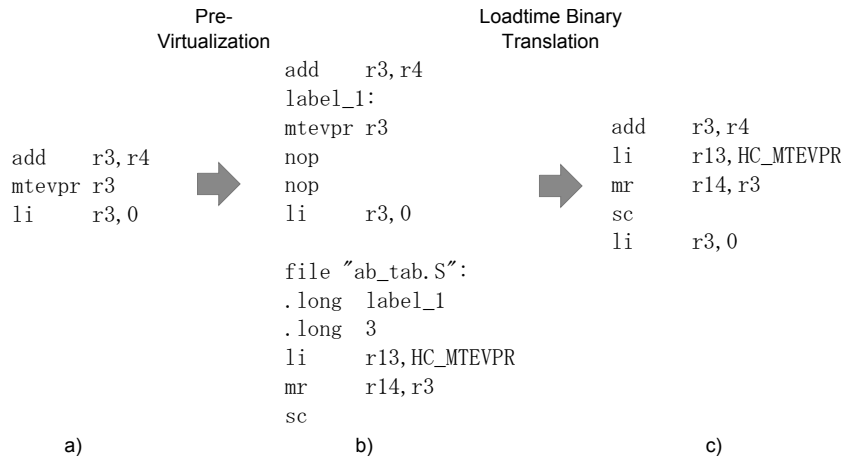 Pre-
Virtualization
Loadtime Binary
Translation
add r3,r4
mtevpr r3
li r3,0
add r3,r4
label_1:
mtevpr r3
nop
nop
li r3,0
file "ab_tab.S":
.long label_1
.long 3
li r13,HC_MTEVPR
mr r14,r3
sc
add r3,r4
li r13,HC_MTEVPR
mr r14,r3
sc
li r3,0
a)
b)
c)